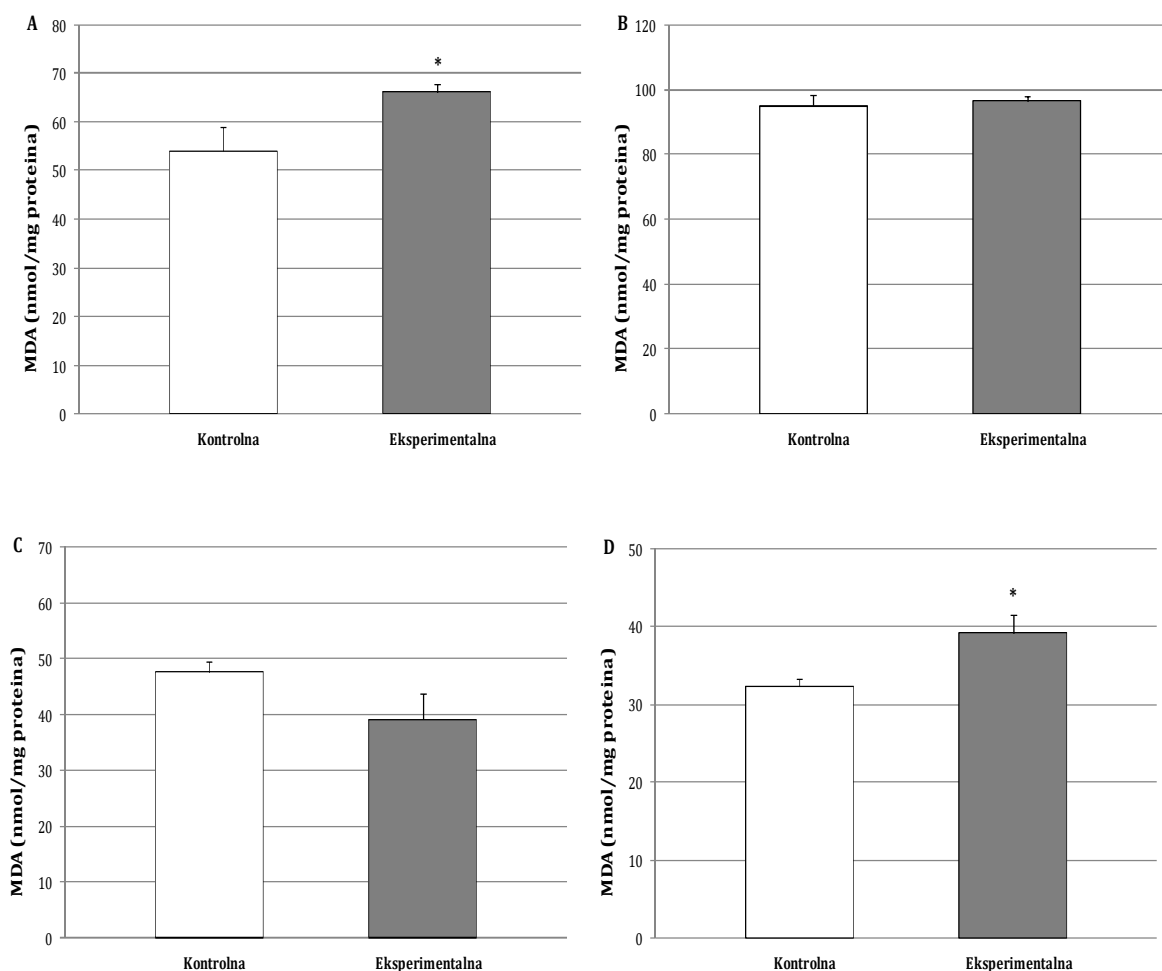 A
80
70
60
50
40
30
20
10
0
MDA (nmol/mg proteina)
*
Kontrolna Eksperimentalna
B
120
100
80
60
40
20
0
MDA (nmol/mg proteina)
Kontrolna Eksperimentalna
C
70
60
50
40
30
20
10
0
MDA (nmol/mg proteina)
Kontrolna Eksperimentalna
D
50
40
30
20
10
0
MDA (nmol/mg proteina)
*
Kontrolna Eksperimentalna